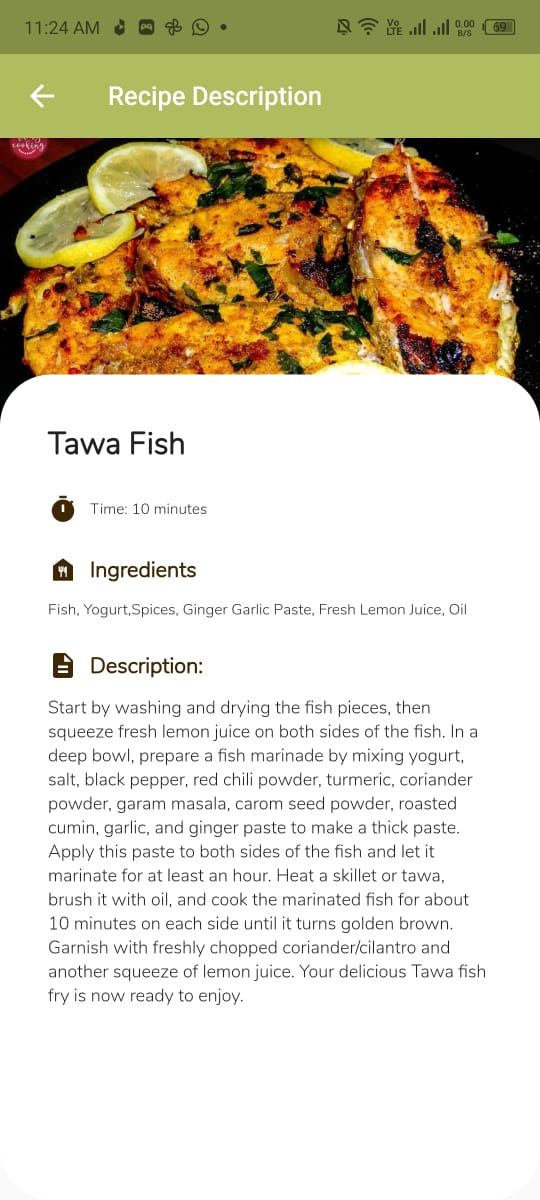 11:24 AM
Vo
LTE
0.00
B/S
69
Recipe Description
cooking
Tawa Fish
Time: 10 minutes
Ingredients
Fish, Yogurt,Spices, Ginger Garlic Paste, Fresh Lemon Juice, Oil
Description:
Start by washing and drying the fish pieces, then
squeeze fresh lemon juice on both sides of the fish. In a
deep bowl, prepare a fish marinade by mixing yogurt,
salt, black pepper, red chili powder, turmeric, coriander
powder, garam masala, carom seed powder, roasted
cumin, garlic, and ginger paste to make a thick paste.
Apply this paste to both sides of the fish and let it
marinate for at least an hour. Heat a skillet or tawa,
brush it with oil, and cook the marinated fish for about
10 minutes on each side until it turns golden brown.
Garnish with freshly chopped coriander/cilantro and
another squeeze of lemon juice. Your delicious Tawa fish
fry is now ready to enjoy.